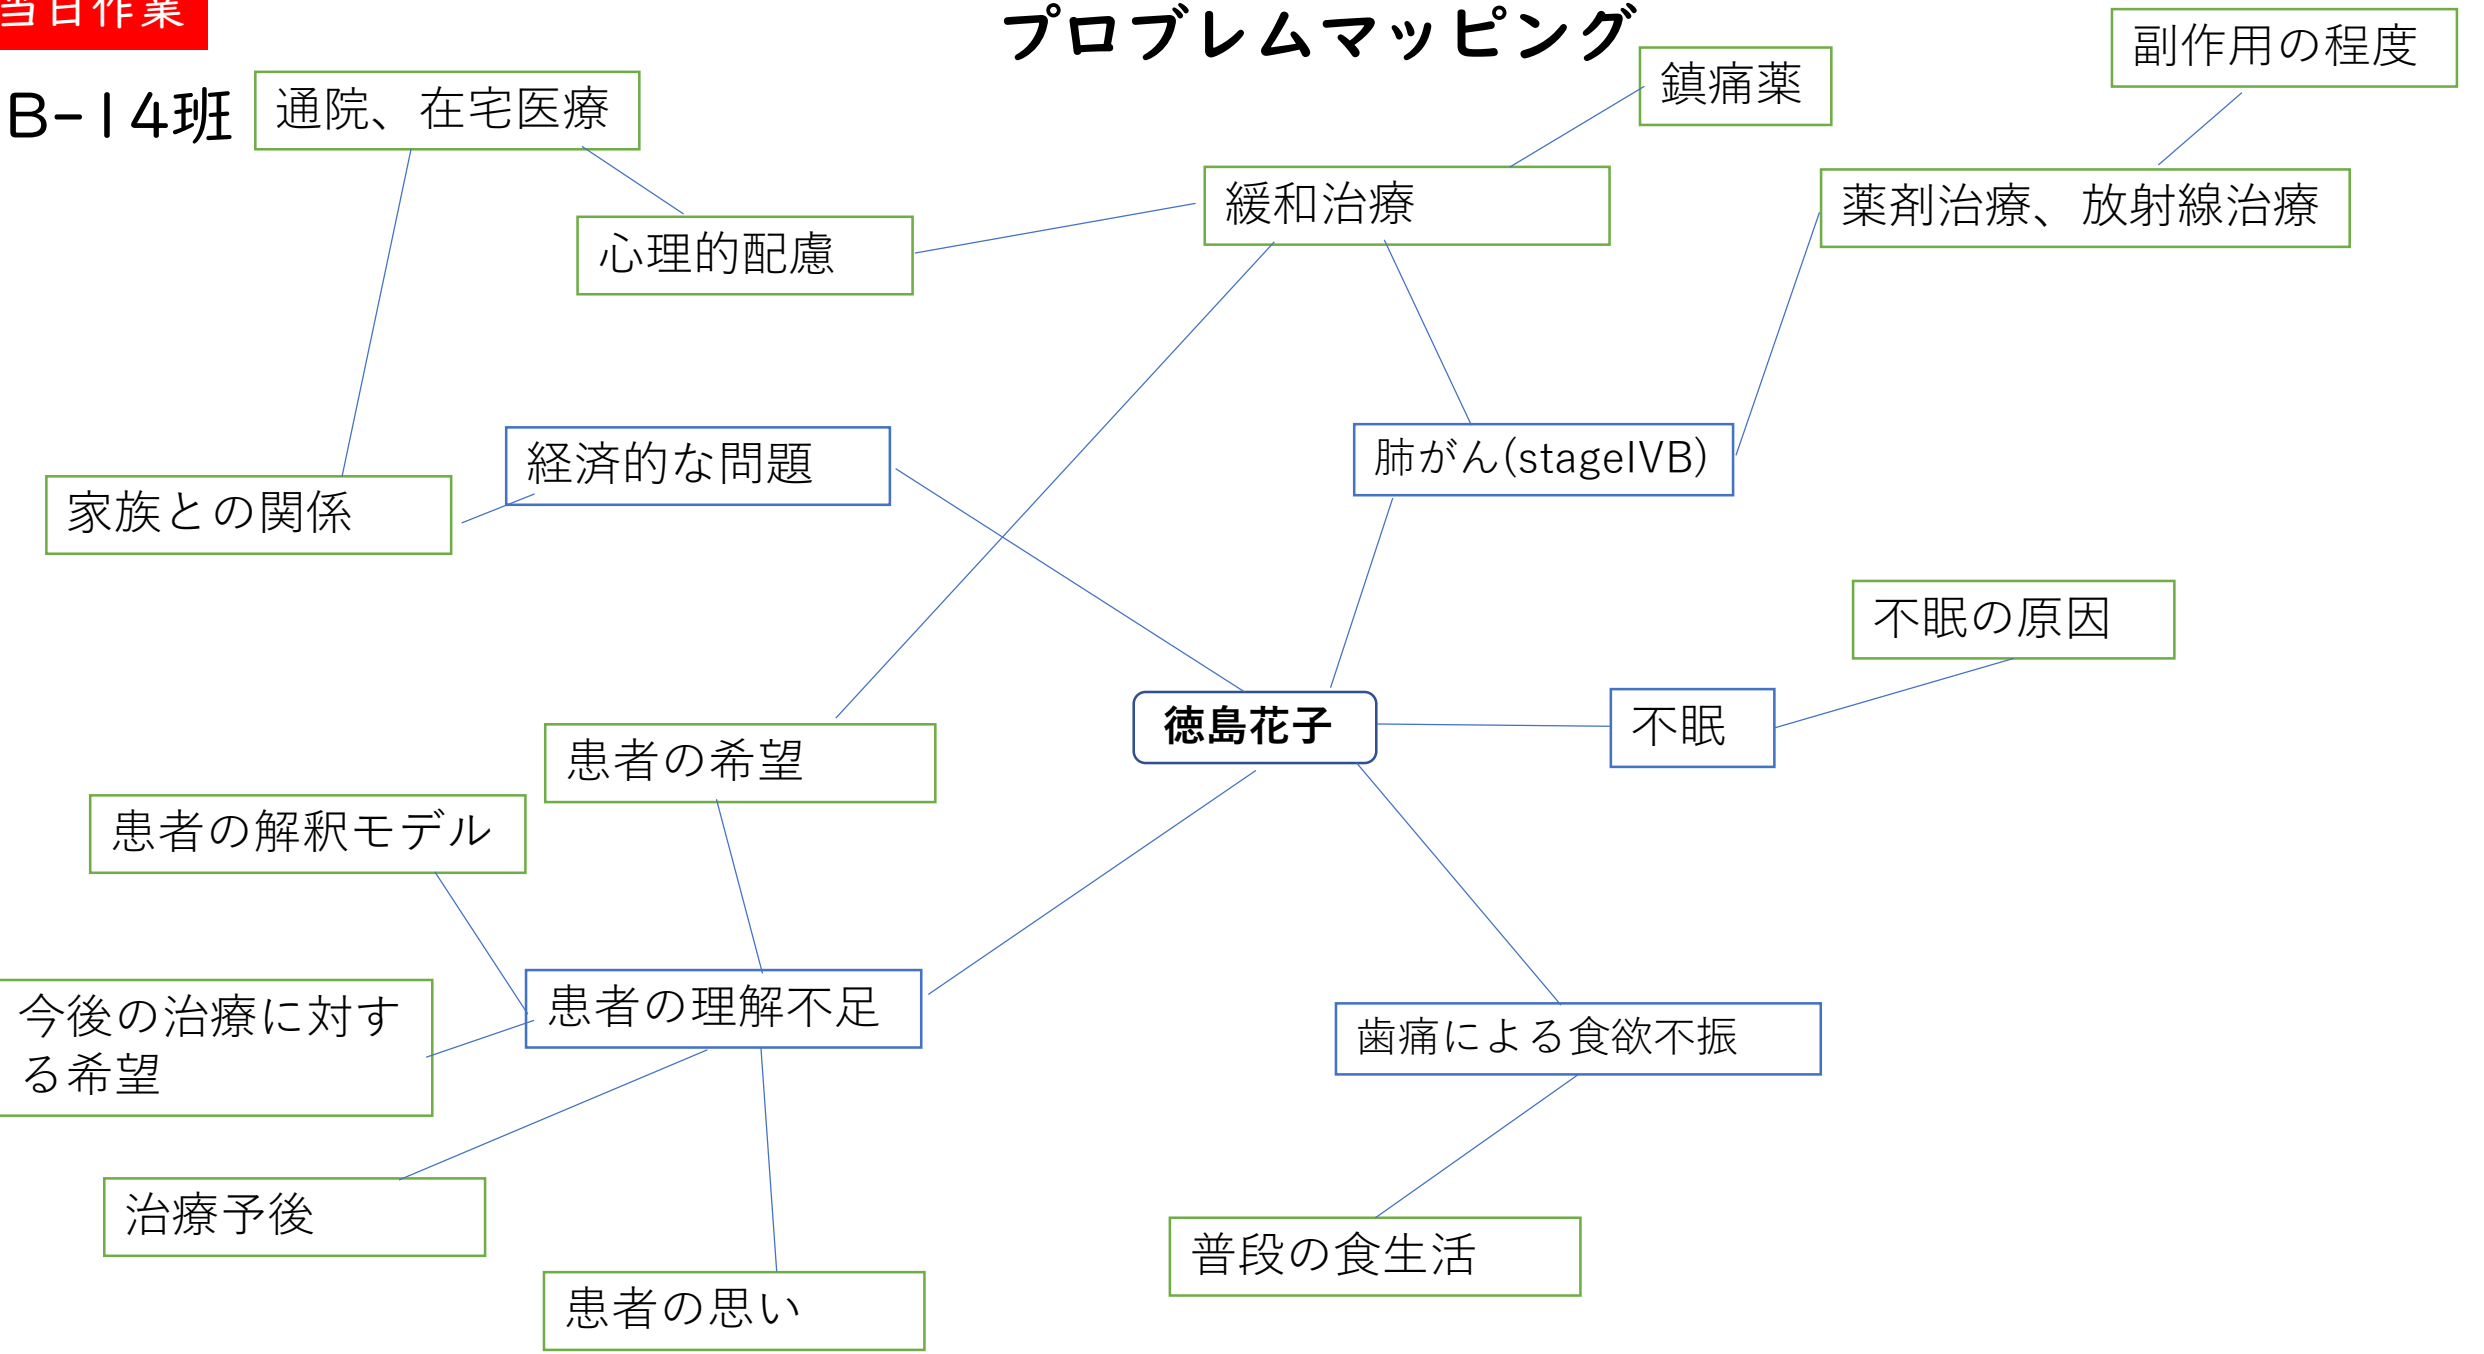 当日作業
プロブレムマッピング
B-14班
副作用の程度
通院、在宅医療
鎮痛薬
緩和治療
薬剤治療、放射線治療
心理的配慮
経済的な問題
肺がん(stageIVB)
家族との関係
不眠の原因
徳島花子
不眠
患者の希望
患者の解釈モデル
患者の理解不足
今後の治療に対す
る希望
歯痛による食欲不振
治療予後
普段の食生活
患者の思い